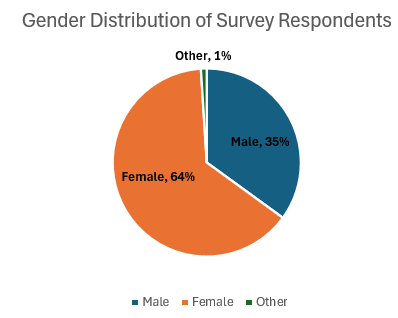 Gender Distribution of Survey Respondents
Other, 1%
Male, 35%
Female, 64%
Male Female Other